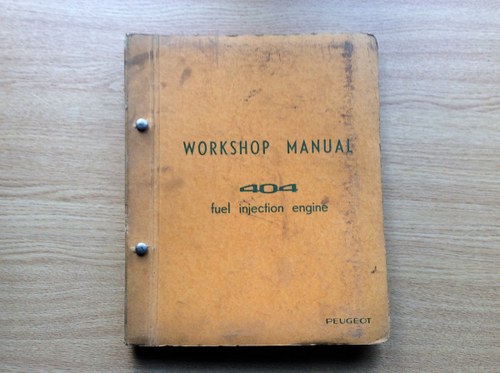 WORKSHOP MANUAL
404
fuel injection engine
PEUGEOT